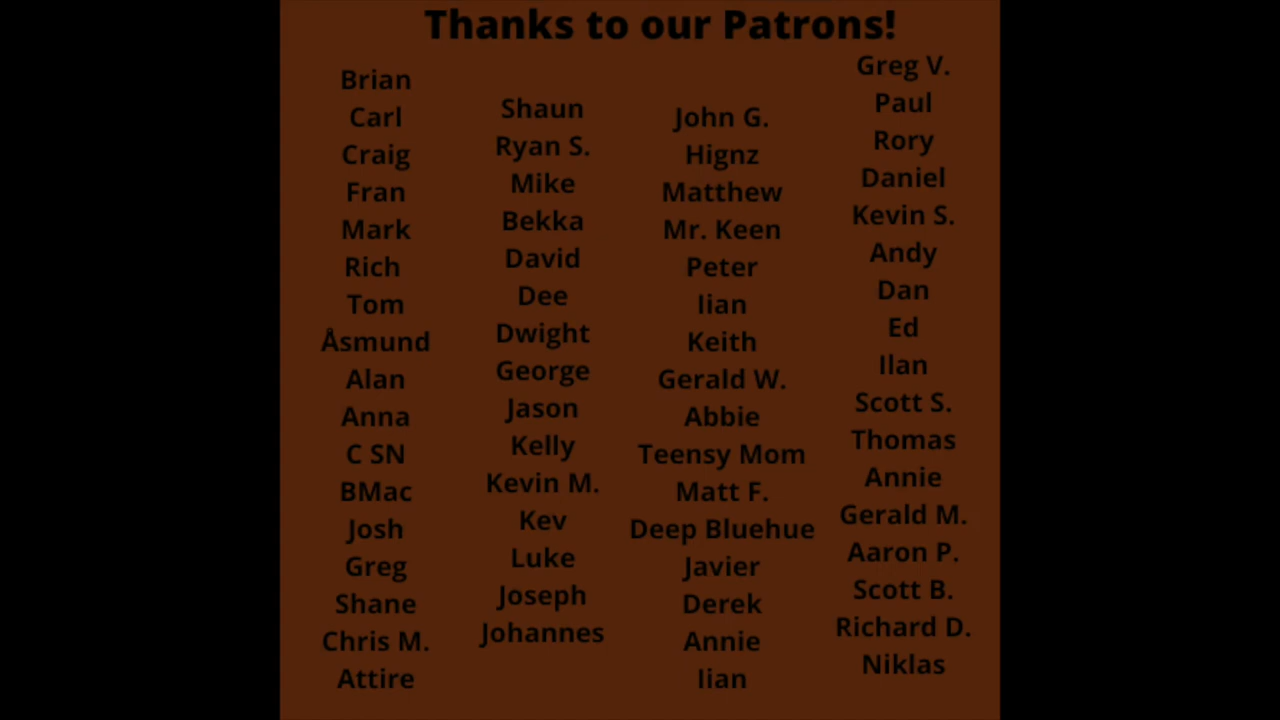 Thanks to our Patrons!
Brian
Carl
Craig
Fran
Mark
Rich
Tom
Åsmund
Alan
Anna
C SN
BMac
Josh
Greg
Shane
Chris M.
Attire
Shaun
Ryan S.
Mike
Bekka
David
Dee
Dwight
George
Jason
Kelly
Kevin M.
Kev
Luke
Joseph
Johannes
John G.
Hignz
Matthew
Mr. Keen
Peter
Iian
Keith
Gerald W.
Abbie
Teensy Mom
Matt F.
Deep Bluehue
Javier
Derek
Annie
Iian
Greg V.
Paul
Rory
Daniel
Kevin S.
Andy
Dan
Ed
Ilan
Scott S.
Thomas
Annie
Gerald M.
Aaron P.
Scott B.
Richard D.
Niklas